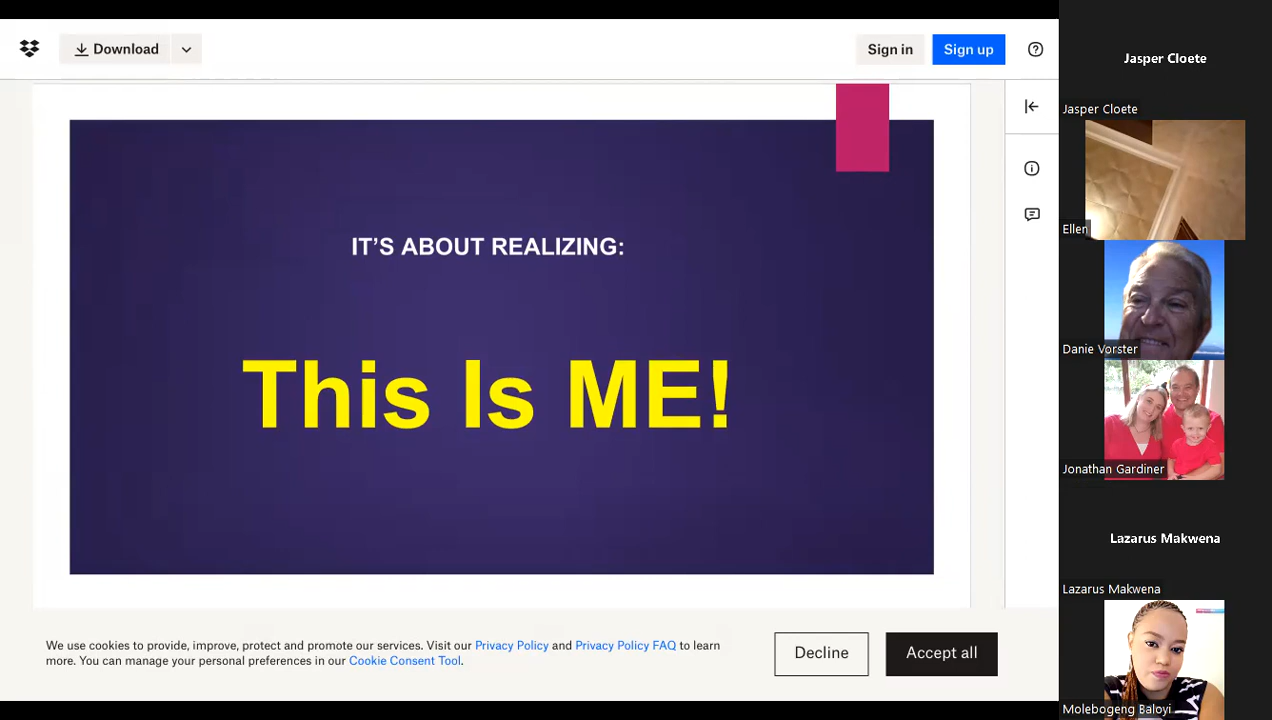 Download
Sign in
Sign up
IT’S ABOUT REALIZING:
This Is ME!
We use cookies to provide, improve, protect and promote our services. Visit our Privacy Policy and Privacy Policy FAQ to learn
more. You can manage your personal preferences in our Cookie Consent Tool.
Decline
Accept all
Jasper Cloete
Jasper Cloete
Ellen
Danie Vorster
Jonathan Gardiner
Lazarus Makwena
Lazarus Makwena
Molebogeng Baloyi